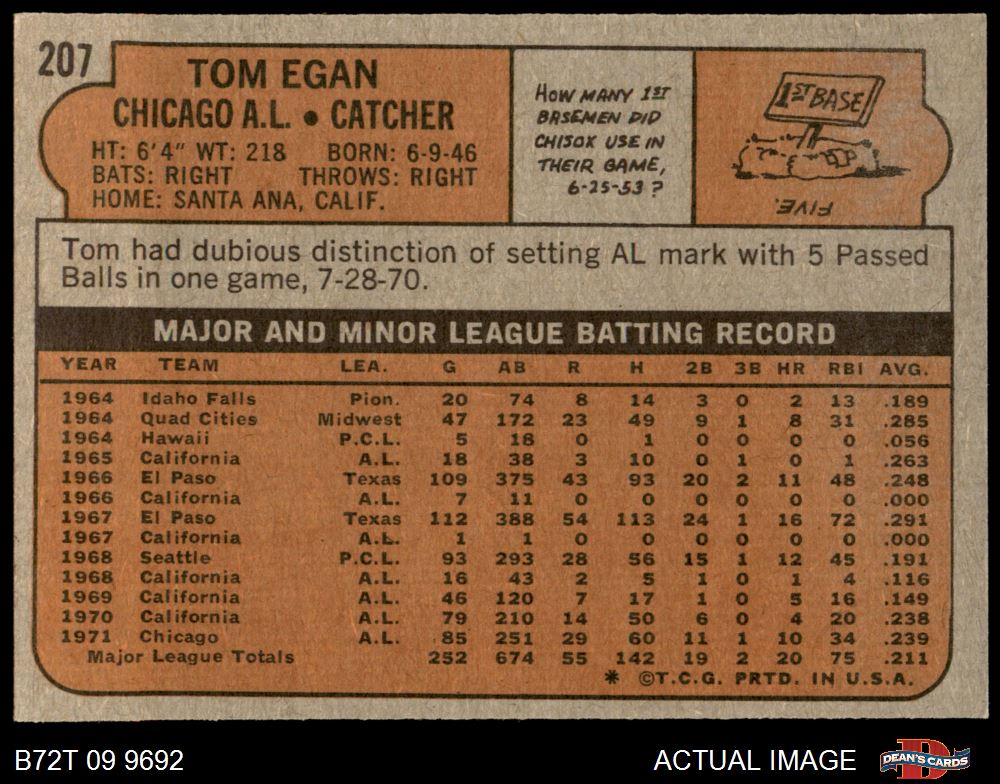 207
TOM EGAN
CHICAGO A.L. • CATCHER
HT: 6'4" WT: 218 BORN: 6-9-46
BATS: RIGHT THROWS: RIGHT
HOME: SANTA ANA, CALIF.
HOW MANY 1ST
BASEMEN DID
CHISOX USE IN
THEIR GAME,
6-25-53?
1ST BASE
FIVE.
Tom had dubious distinction of setting AL mark with 5 Passed
Balls in one game, 7-28-70.
MAJOR AND MINOR LEAGUE BATTING RECORD
YEAR TEAM LEA. G AB R H 2B 3B HR RBI AVG.
1964 Idaho Falls Pion. 20 74 8 14 3 0 2 13 .189
1964 Quad Cities Midwest 47 172 23 49 9 1 8 31 .285
1964 Hawaii P.C.L. 5 18 0 1 0 0 0 0 .056
1965 California A.L. 18 38 3 10 0 1 0 1 .263
1966 El Paso Texas 109 375 43 93 20 2 11 48 .248
1966 California A.L. 7 11 0 0 0 0 0 0 .000
1967 El Paso Texas 112 388 54 113 24 1 16 72 .291
1967 California A.L. 1 1 0 0 0 0 0 0 .000
1968 Seattle P.C.L. 93 293 28 56 15 1 12 45 .191
1968 California A.L. 16 43 2 5 1 0 1 4 .116
1969 California A.L. 46 120 7 17 1 0 5 16 .149
1970 California A.L. 79 210 14 50 6 0 4 20 .238
1971 Chicago A.L. 85 251 29 60 11 1 10 34 .239
Major League Totals 252 674 55 142 19 2 20 75 .211
* ©T.C.G. PRTD. IN U.S.A.
B72T 09 9692
ACTUAL IMAGE
D
DEAN'S CARDS